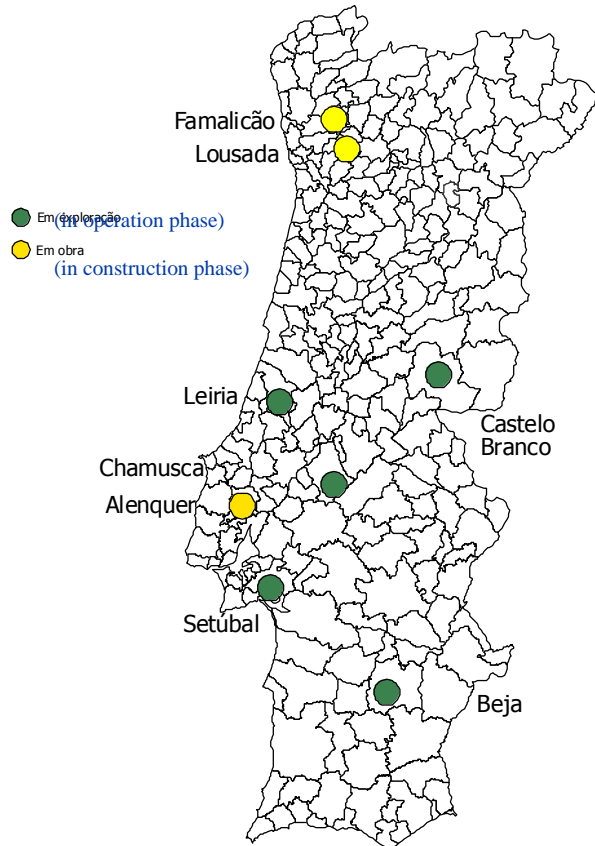 Famalicão
Lousada
Em exploração
(in operation phase)
Em obra
(in construction phase)
Leiria
Castelo
Branco
Chamusca
Alenquer
Setúbal
Beja